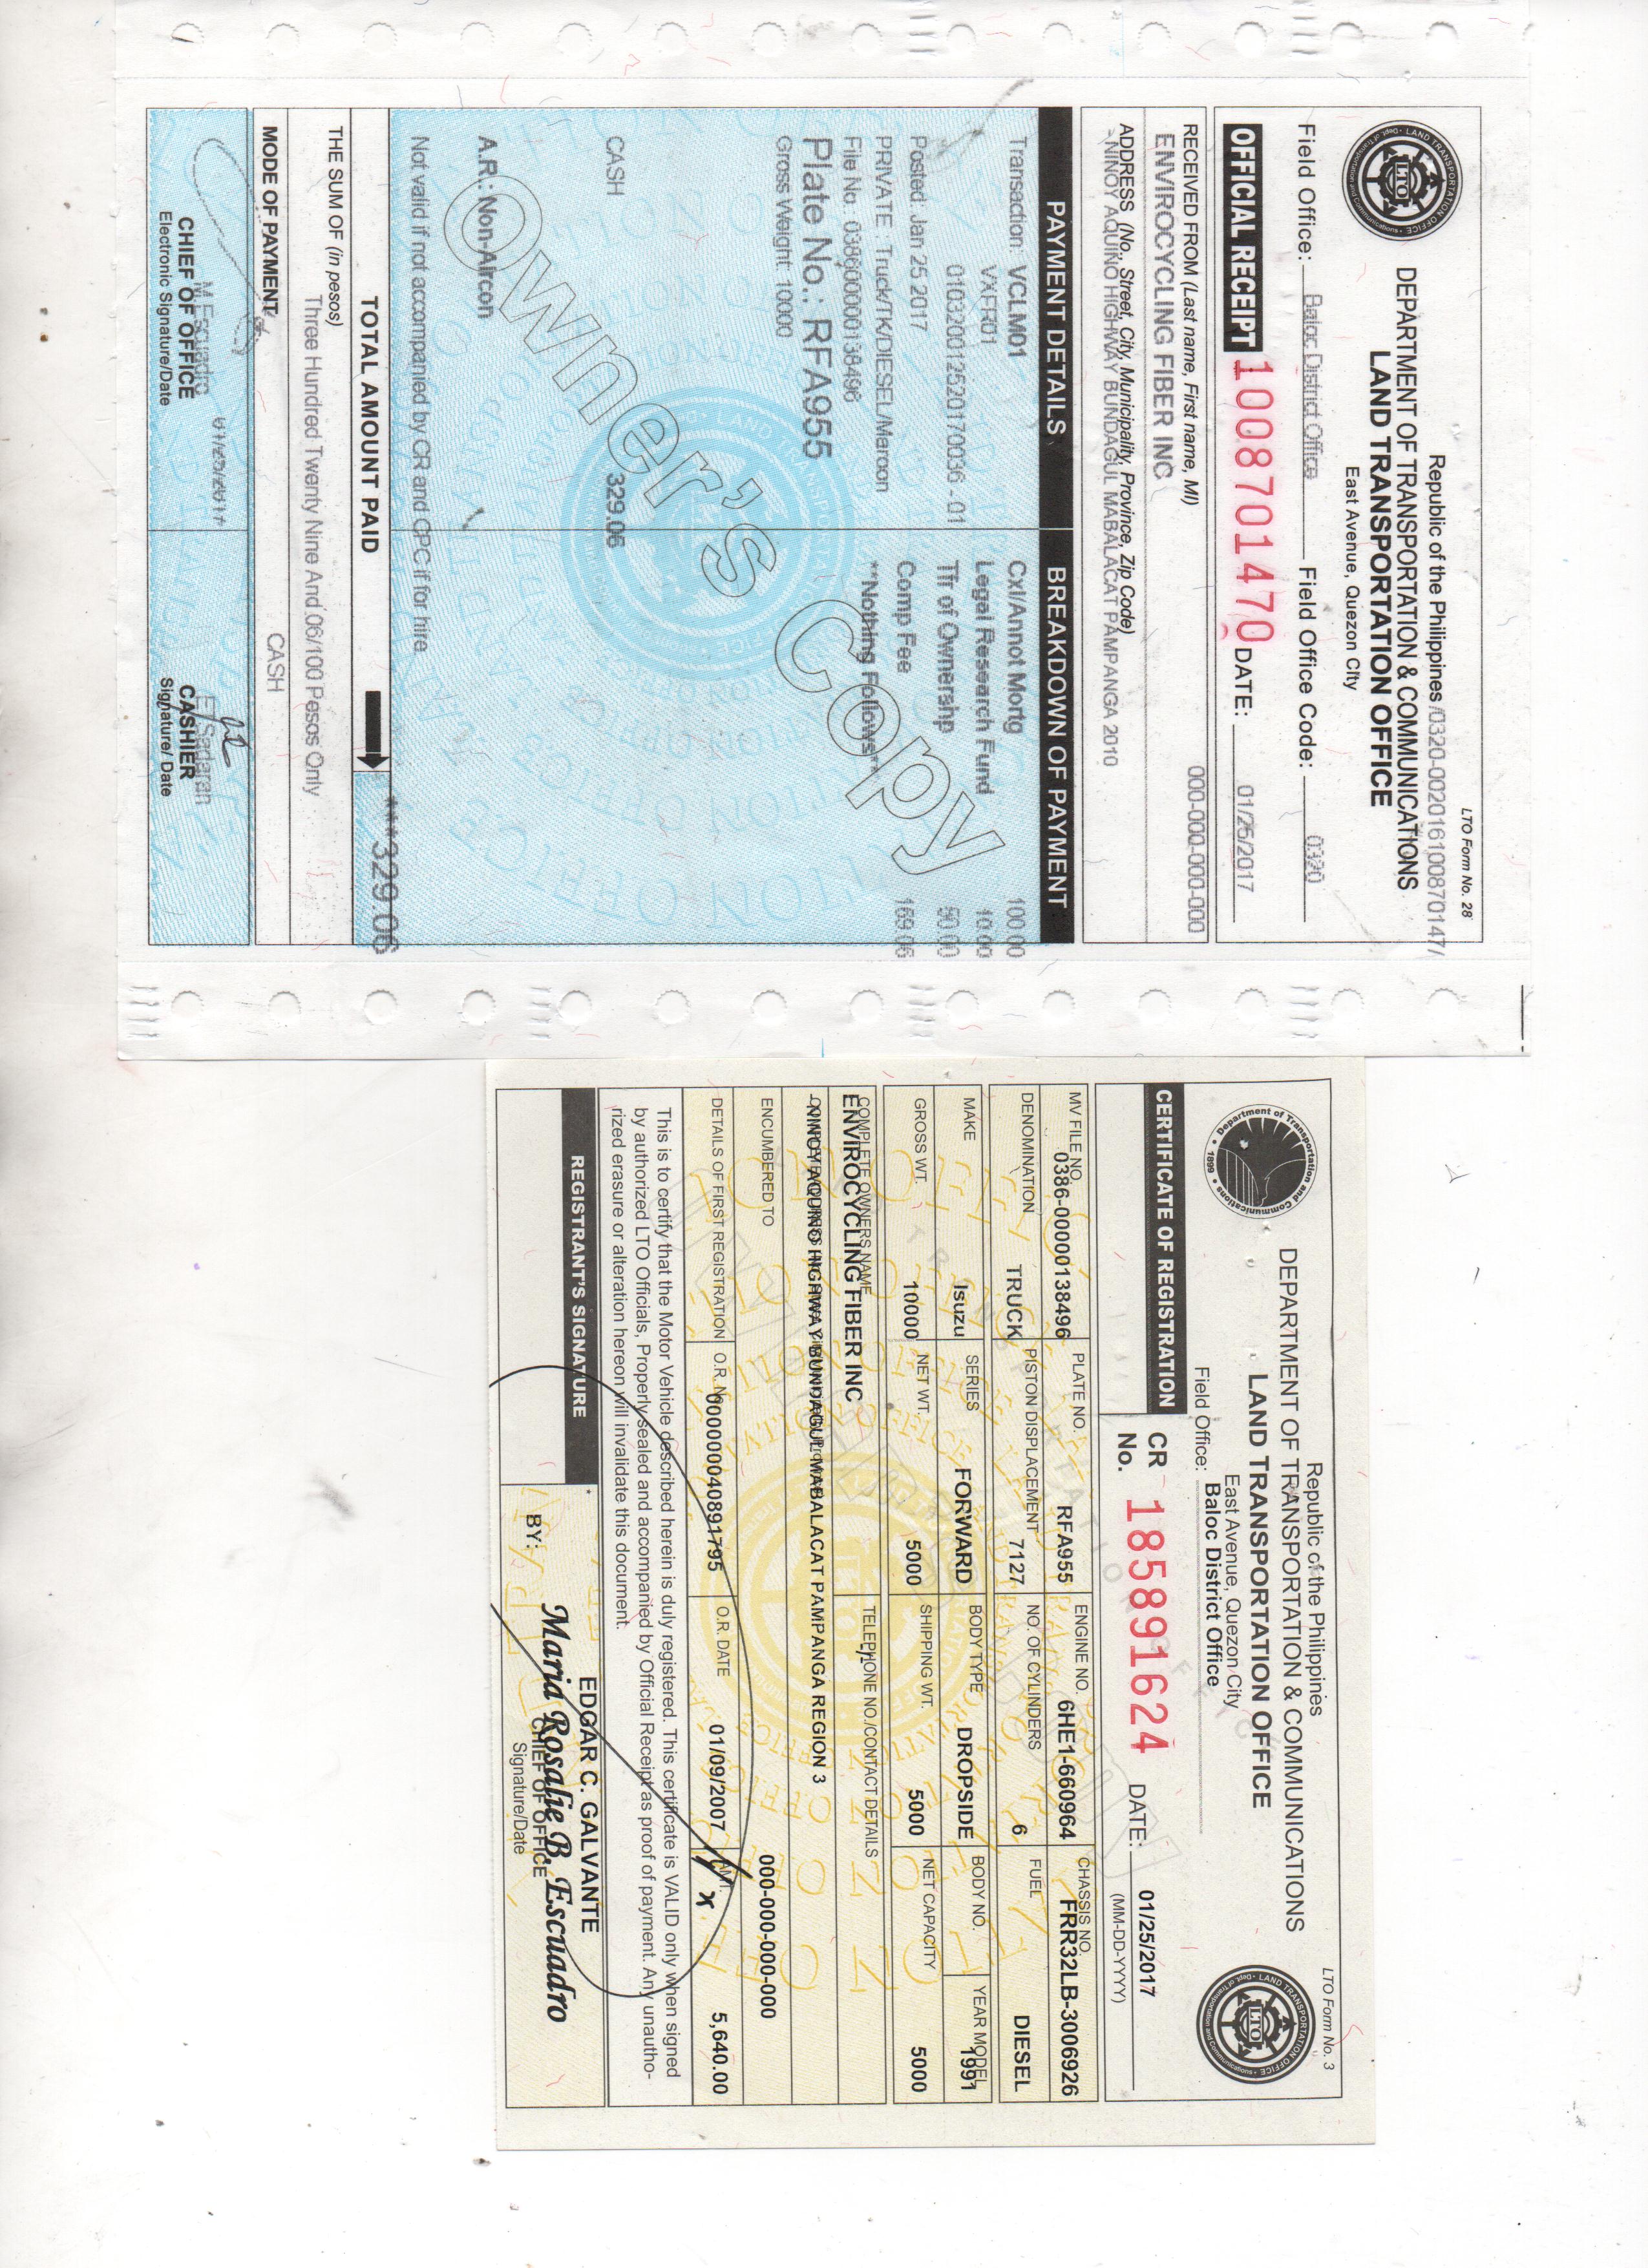 LTO Form No. 28
Republic of the Philippines /0320-002016100870147/
DEPARTMENT OF TRANSPORTATION & COMMUNICATIONS
LAND TRANSPORTATION OFFICE
East Avenue, Quezon City
Field Office: Baloc District Office Field Office Code: 0320
OFFICIAL RECEIPT 1008701470 DATE: 01/25/2017
RECEIVED FROM (Last name, First name, MI) 000-000-000-000
ENVIROCYCLING FIBER INC
ADDRESS (No., Street, City, Municipality, Province, Zip Code)
- NINOY AQUINO HIGHWAY BUNDAGUL MABALACAT PAMPANGA 2010
PAYMENT DETAILS BREAKDOWN OF PAYMENT
Transaction: VCLM01 Cxl/Annot Mortg 100.00
VXFR01 Legal Research Fund 10.00
010320012520170036 - 01 Tfr of Ownershp 50.00
Posted: Jan 25 2017 Comp Fee 169.06
PRIVATE : Truck/TK/DIESEL/Maroon **Nothing Follows**
File No.: 038600000138496
Plate No.: RFA955
Gross Weight: 10000
Owner's Copy
CASH 329.06
A.R.: Non-Aircon
Not valid if not accompanied by CR and CPC if for hire.
TOTAL AMOUNT PAID ***329.06
THE SUM OF (in pesos)
Three Hundred Twenty Nine And 06/100 Pesos Only
MODE OF PAYMENT CASH
M.Escuadro 01/25/2017
CHIEF OF OFFICE
Electronic Signature/Date
Sadaran
CASHIER
Signature/ Date
LTO Form No. 3
Republic of the Philippines
DEPARTMENT OF TRANSPORTATION & COMMUNICATIONS
LAND TRANSPORTATION OFFICE
East Avenue, Quezon City
Field Office: Baloc District Office
CERTIFICATE OF REGISTRATION CR No. 185891624 DATE: 01/25/2017
(MM-DD-YYYY)
MV FILE NO. 0386-00000138496 PLATE NO. RFA955 ENGINE NO. 6HE1-660964 CHASSIS NO. FRR32LB-3006926
DENOMINATION TRUCK PISTON DISPLACEMENT 7127 NO. OF CYLINDERS 6 FUEL DIESEL
MAKE Isuzu SERIES FORWARD BODY TYPE DROPSIDE BODY NO. YEAR MODEL 1991
GROSS WT. 10000 NET WT. 5000 SHIPPING WT. 5000 NET CAPACITY 5000
COMPLETE OWNERS NAME TELEPHONE NO./CONTACT DETAILS
ENVIROCYCLING FIBER INC -/-
COMPLETE ADDRESS (No., Street, City/Municipality, Province)
- NINOY AQUINO HIGHWAY BUNDAGUL MABALACAT PAMPANGA REGION 3
ENCUMBERED TO 000-000-000-000
DETAILS OF FIRST REGISTRATION O.R. No. 000000040891795 O.R. DATE 01/09/2007 AMT. 5,640.00
This is to certify that the Motor Vehicle described herein is duly registered. This certificate is VALID only when signed
by authorized LTO Officials, Properly sealed and accompanied by Official Receipt as proof of payment. Any unautho-
rized erasure or alteration hereon will invalidate this document.
REGISTRANT'S SIGNATURE
EDGAR C. GALVANTE
BY: Maria Rosalie B. Escuadro
CHIEF OF OFFICE
Signature/Date